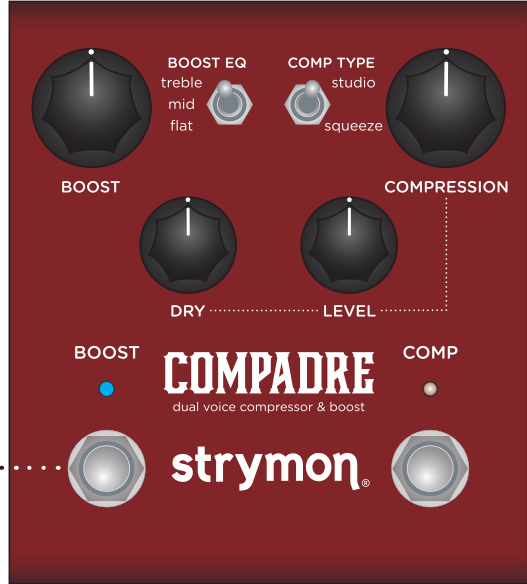 BOOST EQ
COMP TYPE
treble
studio
mid
flat
squeeze
BOOST
COMPRESSION
DRY
LEVEL
BOOST
COMP
COMPADRE
dual voice compressor & boost
strymon®